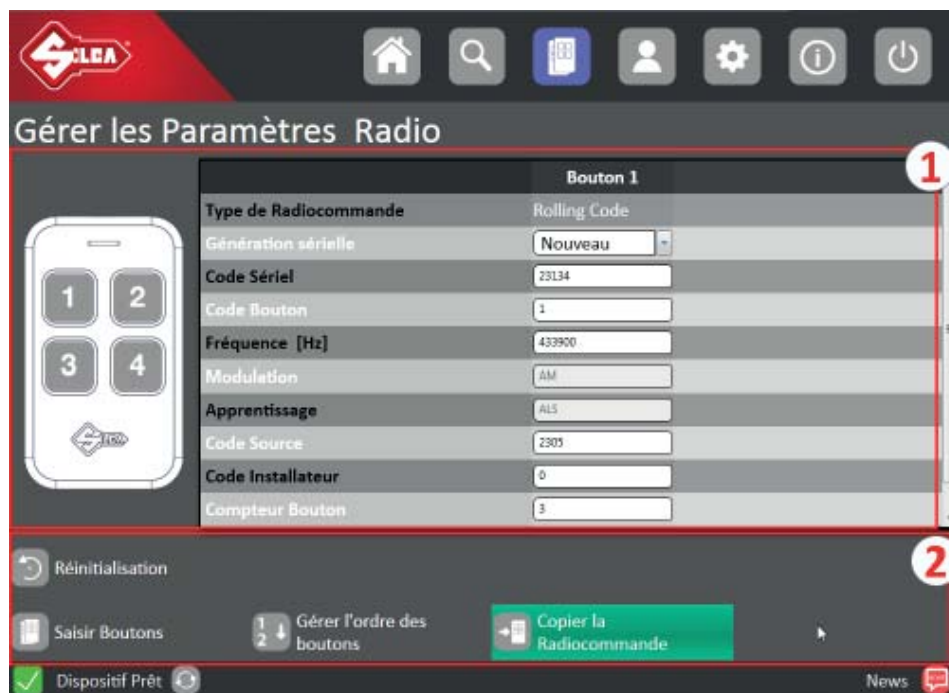 SILCA
Gérer les Paramètres Radio
1
Bouton 1
Type de Radiocommande Rolling Code
Génération sérielle Nouveau
Code Sériel 23134
Code Bouton 1
Fréquence [Hz] 433900
Modulation AM
Apprentissage ALS
Code Source 2305
Code Installateur 0
Compteur Bouton 3
1 2
3 4
2
Réinitialisation
Saisir Boutons
1
2
Gérer l'ordre des
boutons
Copier la
Radiocommande
Dispositif Prêt
News